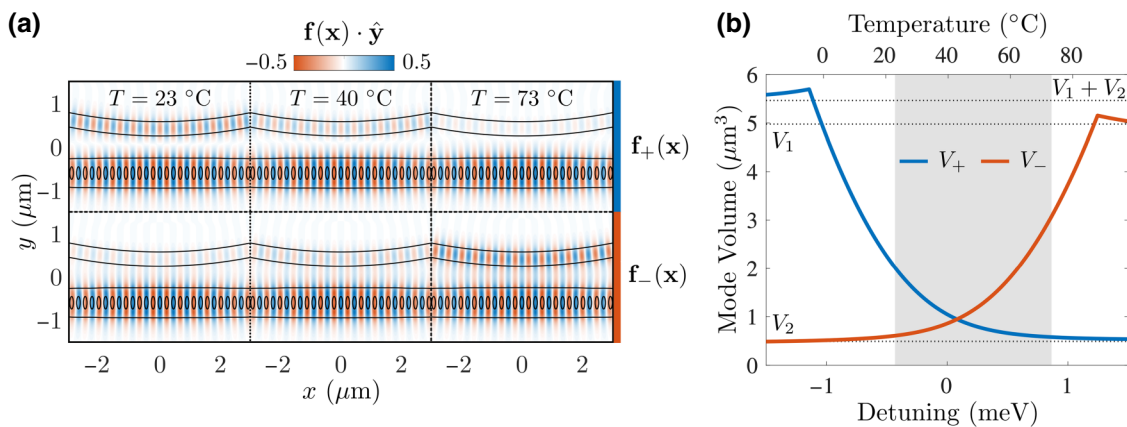 (a)
f(x) · ŷ
−0.5 0.5
T = 23 °C T = 40 °C T = 73 °C
1
0
−1
1
0
−1
y (μm)
f₊(x)
f₋(x)
−2 0 2 −2 0 2 −2 0 2
x (μm)
(b)
Temperature (°C)
0 20 40 60 80
6
5
4
3
2
1
0
Mode Volume (μm³)
V₁ + V₂
V₁
V₊ V₋
V₂
−1 0 1
Detuning (meV)